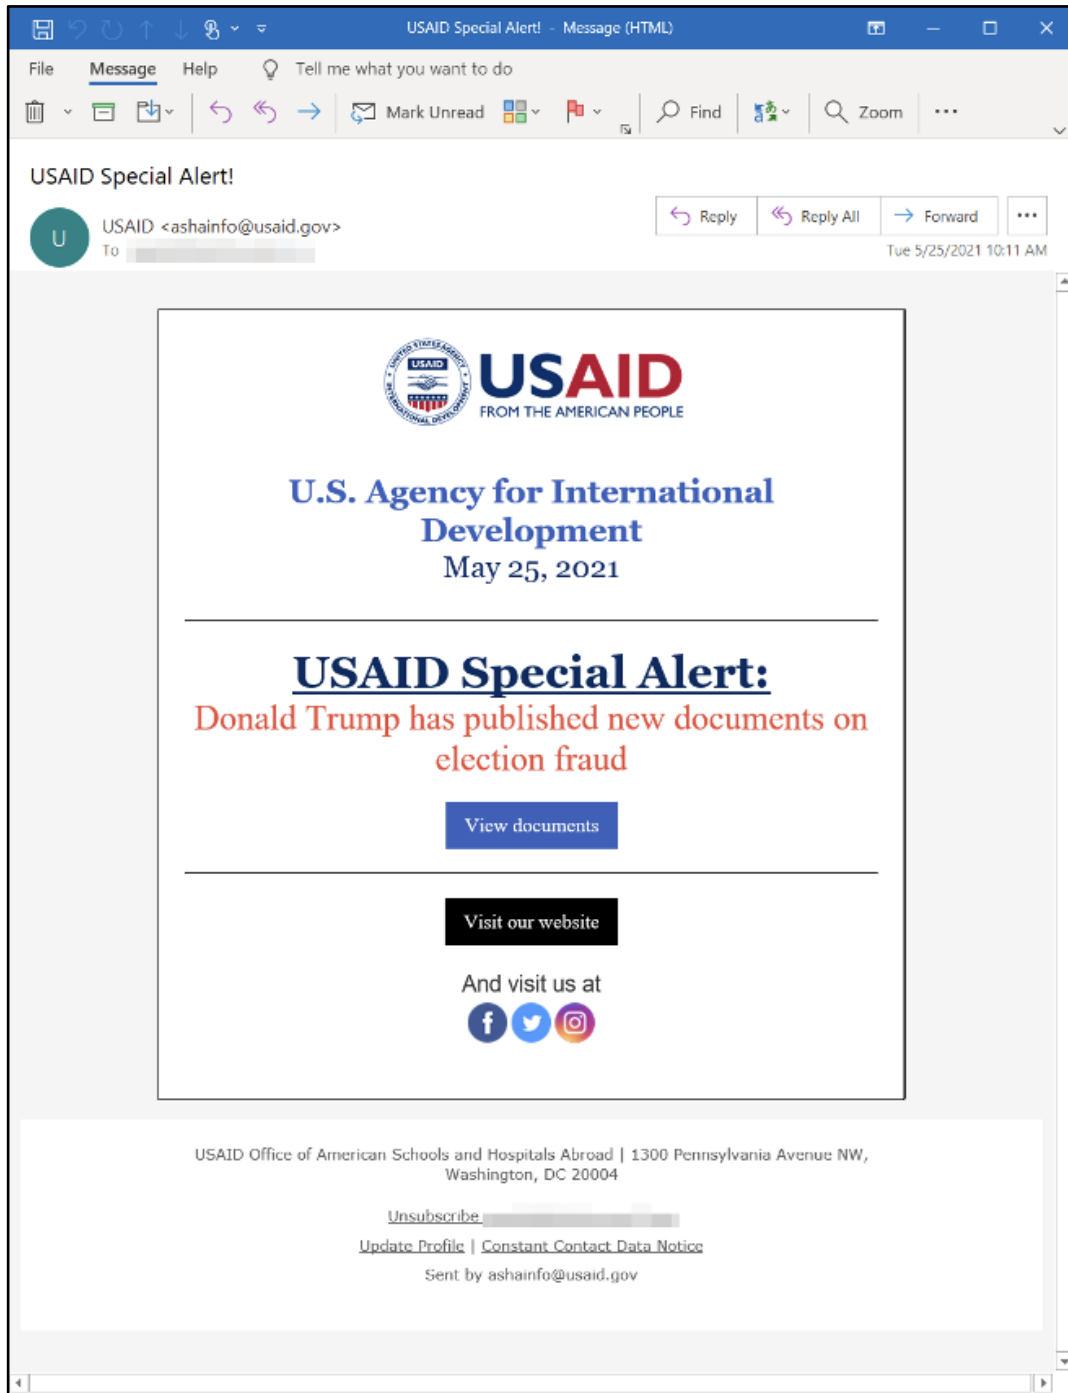 USAID Special Alert! - Message (HTML)
File Message Help Tell me what you want to do
Mark Unread Find Zoom
USAID Special Alert!
U
USAID <ashainfo@usaid.gov>
To
Reply Reply All Forward
Tue 5/25/2021 10:11 AM
UNITED STATES AGENCY
USAID
INTERNATIONAL DEVELOPMENT
USAID
FROM THE AMERICAN PEOPLE
U.S. Agency for International
Development
May 25, 2021
USAID Special Alert:
Donald Trump has published new documents on
election fraud
View documents
Visit our website
And visit us at
USAID Office of American Schools and Hospitals Abroad | 1300 Pennsylvania Avenue NW,
Washington, DC 20004
Unsubscribe
Update Profile | Constant Contact Data Notice
Sent by ashainfo@usaid.gov